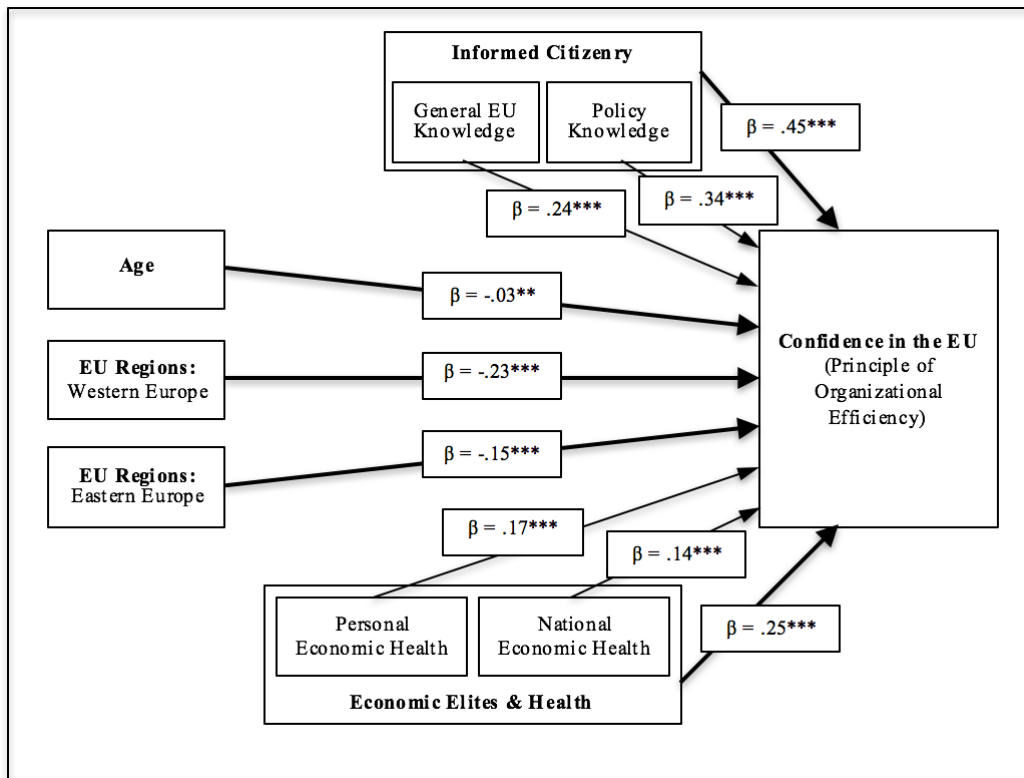 Informed Citizenry
General EU
Knowledge
Policy
Knowledge
β = .45***
β = .24***
β = .34***
Age
β = -.03**
EU Regions:
Western Europe
β = -.23***
EU Regions:
Eastern Europe
β = -.15***
Confidence in the EU
(Principle of
Organizational
Efficiency)
β = .17***
β = .14***
β = .25***
Personal
Economic Health
National
Economic Health
Economic Elites & Health